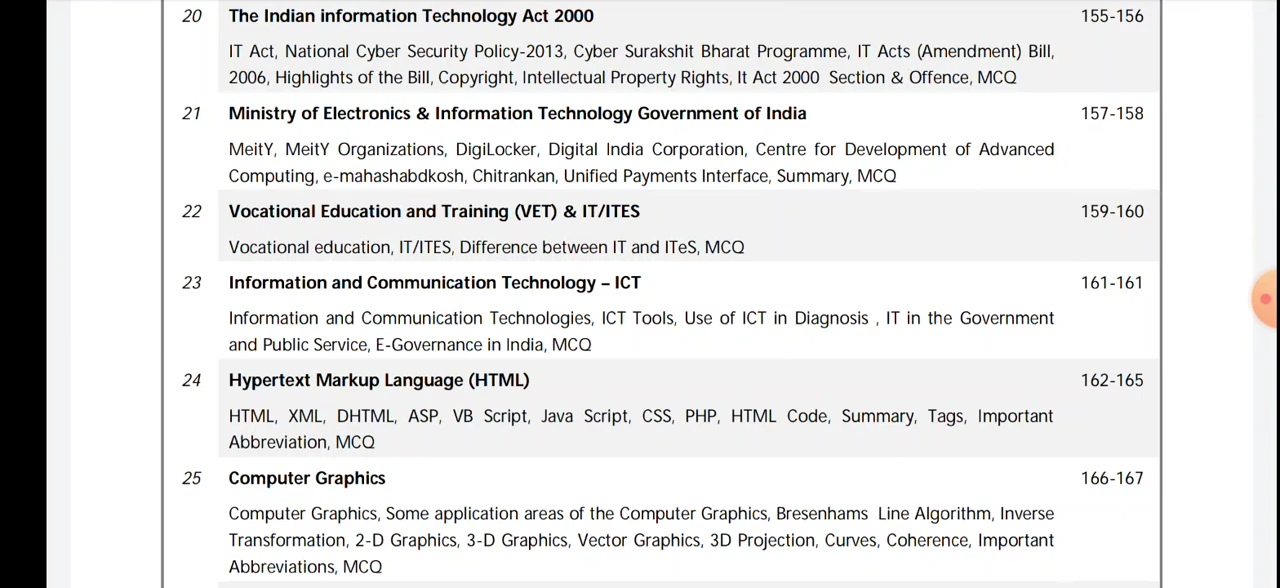 20 The Indian information Technology Act 2000 155-156
IT Act, National Cyber Security Policy-2013, Cyber Surakshit Bharat Programme, IT Acts (Amendment) Bill,
2006, Highlights of the Bill, Copyright, Intellectual Property Rights, It Act 2000 Section & Offence, MCQ
21 Ministry of Electronics & Information Technology Government of India 157-158
MeitY, MeitY Organizations, DigiLocker, Digital India Corporation, Centre for Development of Advanced
Computing, e-mahashabdkosh, Chitrankan, Unified Payments Interface, Summary, MCQ
22 Vocational Education and Training (VET) & IT/ITES 159-160
Vocational education, IT/ITES, Difference between IT and ITeS, MCQ
23 Information and Communication Technology – ICT 161-161
Information and Communication Technologies, ICT Tools, Use of ICT in Diagnosis , IT in the Government
and Public Service, E-Governance in India, MCQ
24 Hypertext Markup Language (HTML) 162-165
HTML, XML, DHTML, ASP, VB Script, Java Script, CSS, PHP, HTML Code, Summary, Tags, Important
Abbreviation, MCQ
25 Computer Graphics 166-167
Computer Graphics, Some application areas of the Computer Graphics, Bresenhams Line Algorithm, Inverse
Transformation, 2-D Graphics, 3-D Graphics, Vector Graphics, 3D Projection, Curves, Coherence, Important
Abbreviations, MCQ